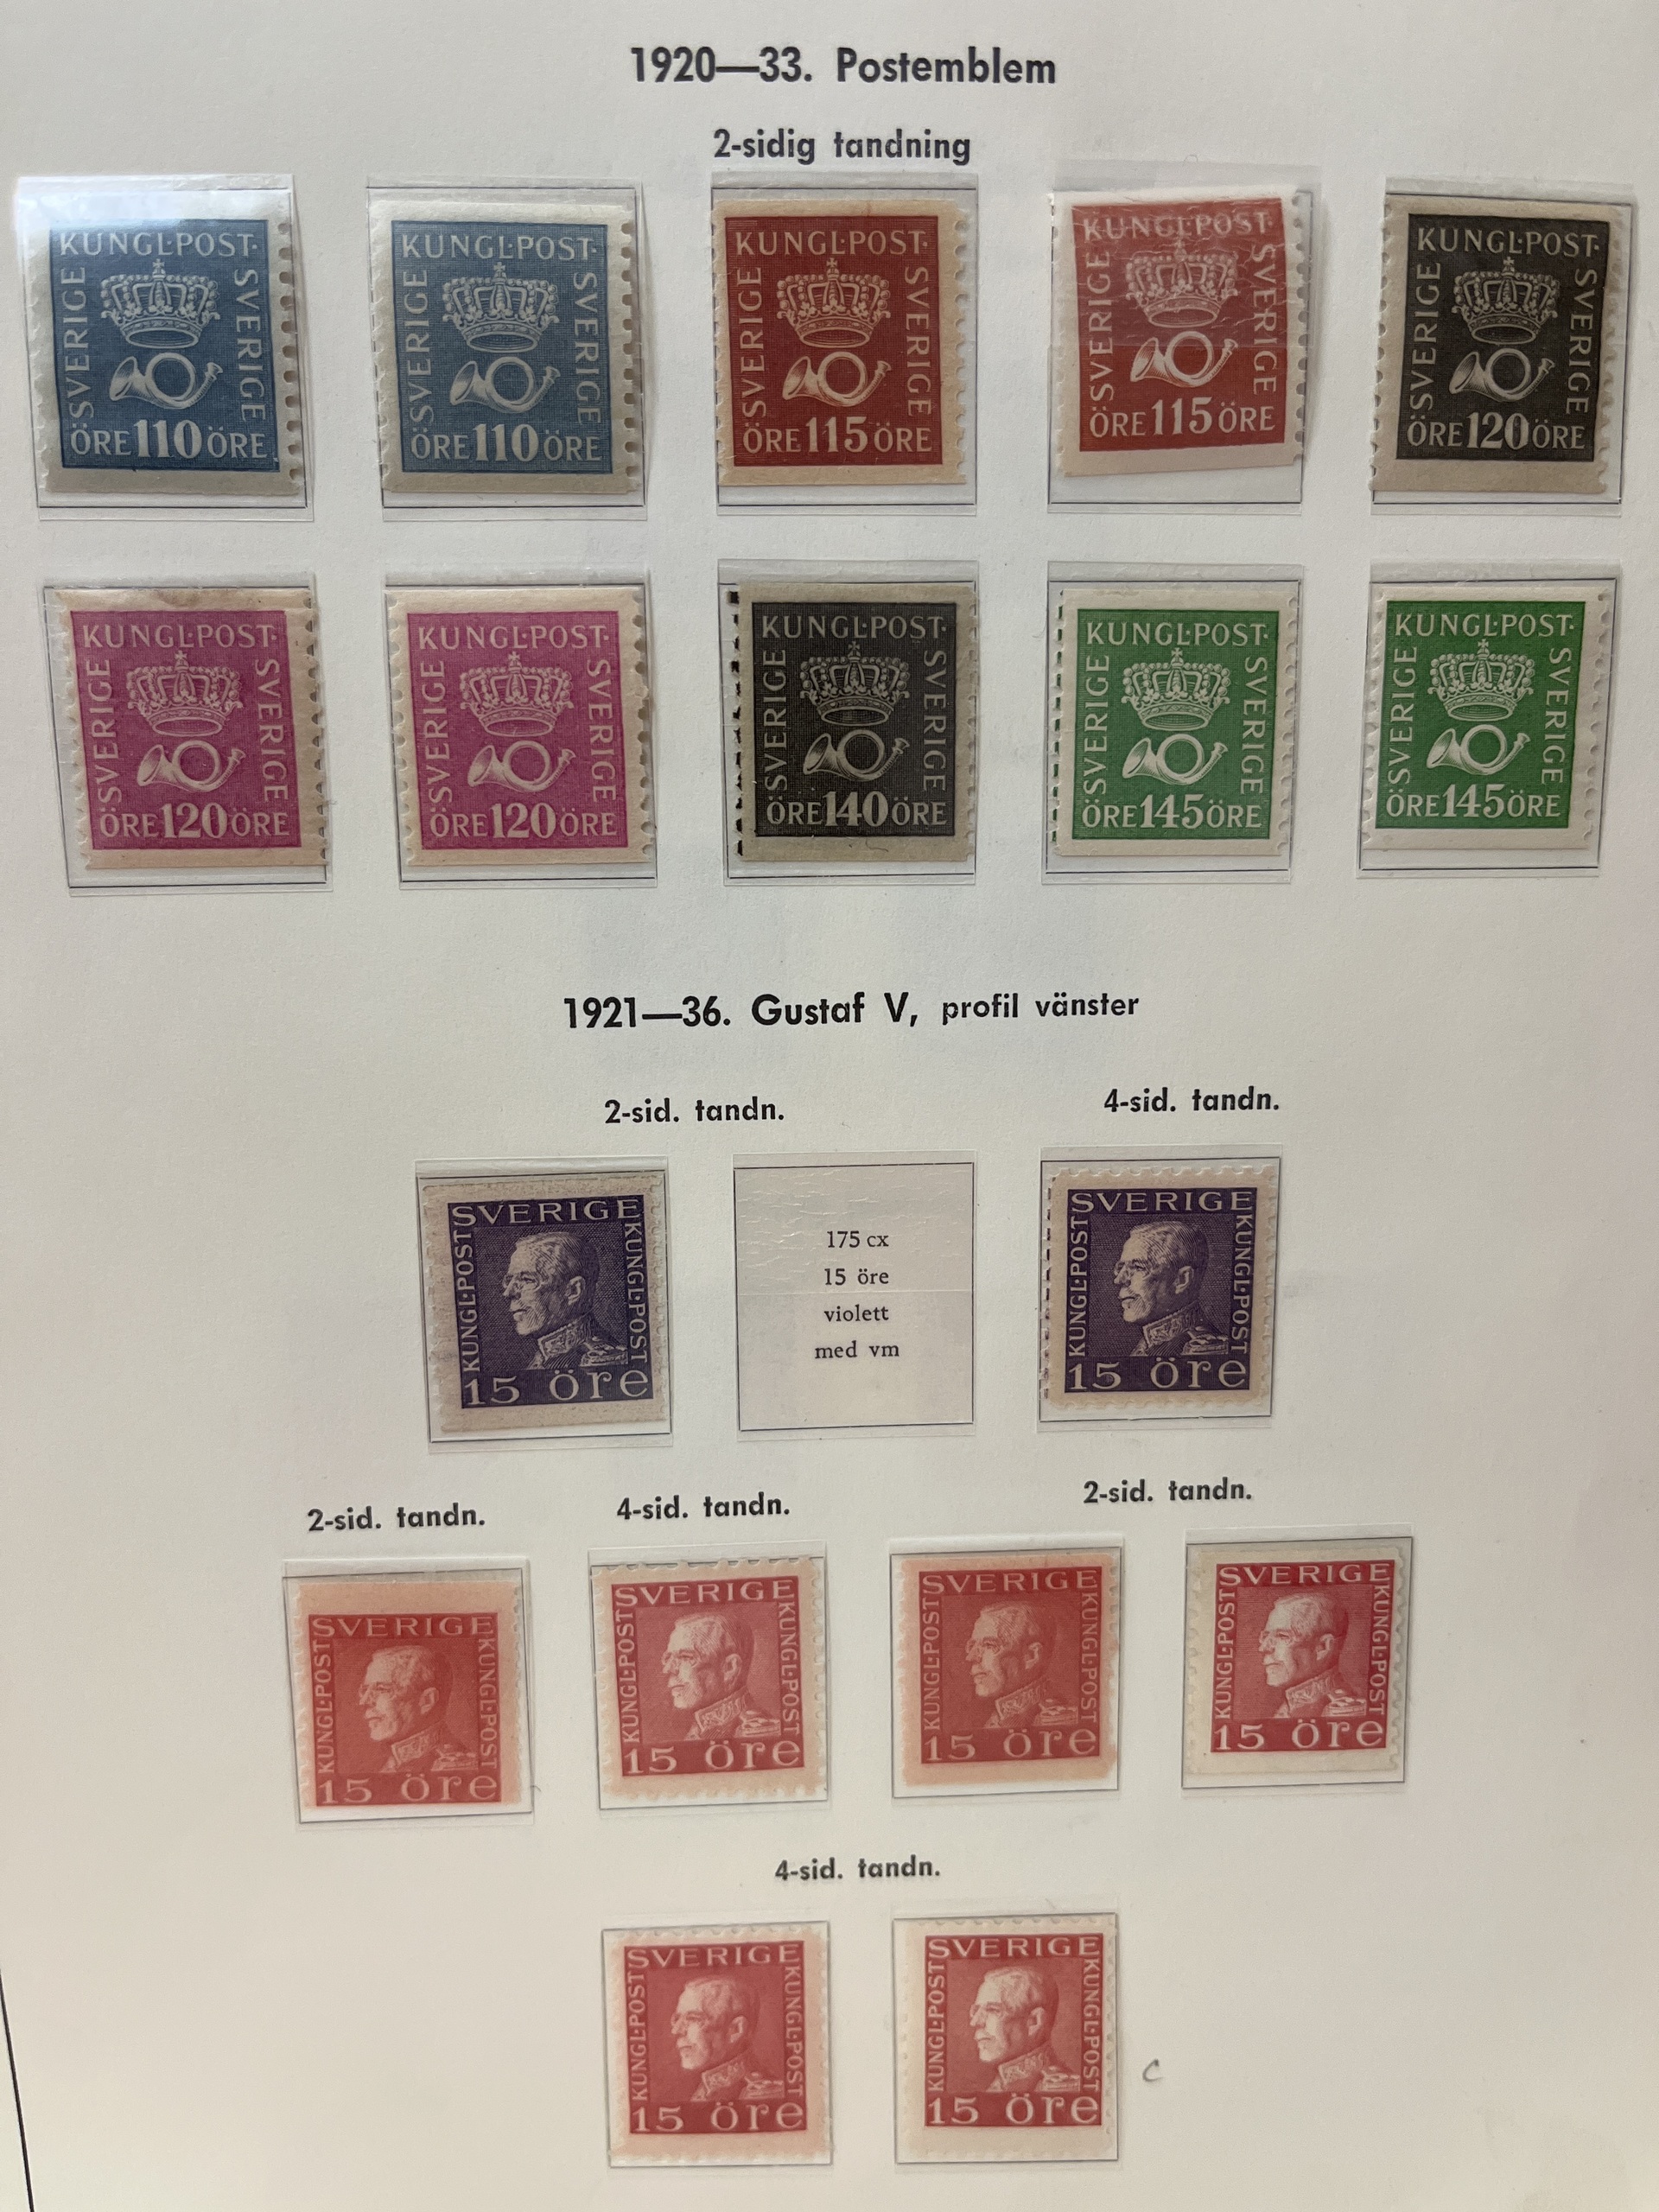 1920—33. Postemblem
2-sidig tandning
KUNGL·POST·
SVERIGE
SVERIGE
ÖRE 110 ÖRE
KUNGL·POST·
SVERIGE
SVERIGE
ÖRE 110 ÖRE
KUNGL·POST·
SVERIGE
SVERIGE
ÖRE 115 ÖRE
KUNGL·POST·
SVERIGE
SVERIGE
ÖRE 115 ÖRE
KUNGL·POST·
SVERIGE
SVERIGE
ÖRE 120 ÖRE
KUNGL·POST·
SVERIGE
SVERIGE
ÖRE 120 ÖRE
KUNGL·POST·
SVERIGE
SVERIGE
ÖRE 120 ÖRE
KUNGL·POST·
SVERIGE
SVERIGE
ÖRE 140 ÖRE
KUNGL·POST·
SVERIGE
SVERIGE
ÖRE 145 ÖRE
KUNGL·POST·
SVERIGE
SVERIGE
ÖRE 145 ÖRE
1921—36. Gustaf V, profil vänster
2-sid. tandn.
4-sid. tandn.
SVERIGE
KUNGL·POST
KUNGL·POST
15 öre
175 cx
15 öre
violett
med vm
SVERIGE
KUNGL·POST
KUNGL·POST
15 öre
2-sid. tandn.
4-sid. tandn.
2-sid. tandn.
SVERIGE
KUNGL·POST
KUNGL·POST
15 öre
SVERIGE
KUNGL·POST
KUNGL·POST
15 öre
SVERIGE
KUNGL·POST
KUNGL·POST
15 öre
SVERIGE
KUNGL·POST
KUNGL·POST
15 öre
4-sid. tandn.
SVERIGE
KUNGL·POST
KUNGL·POST
15 öre
SVERIGE
KUNGL·POST
KUNGL·POST
15 öre
C